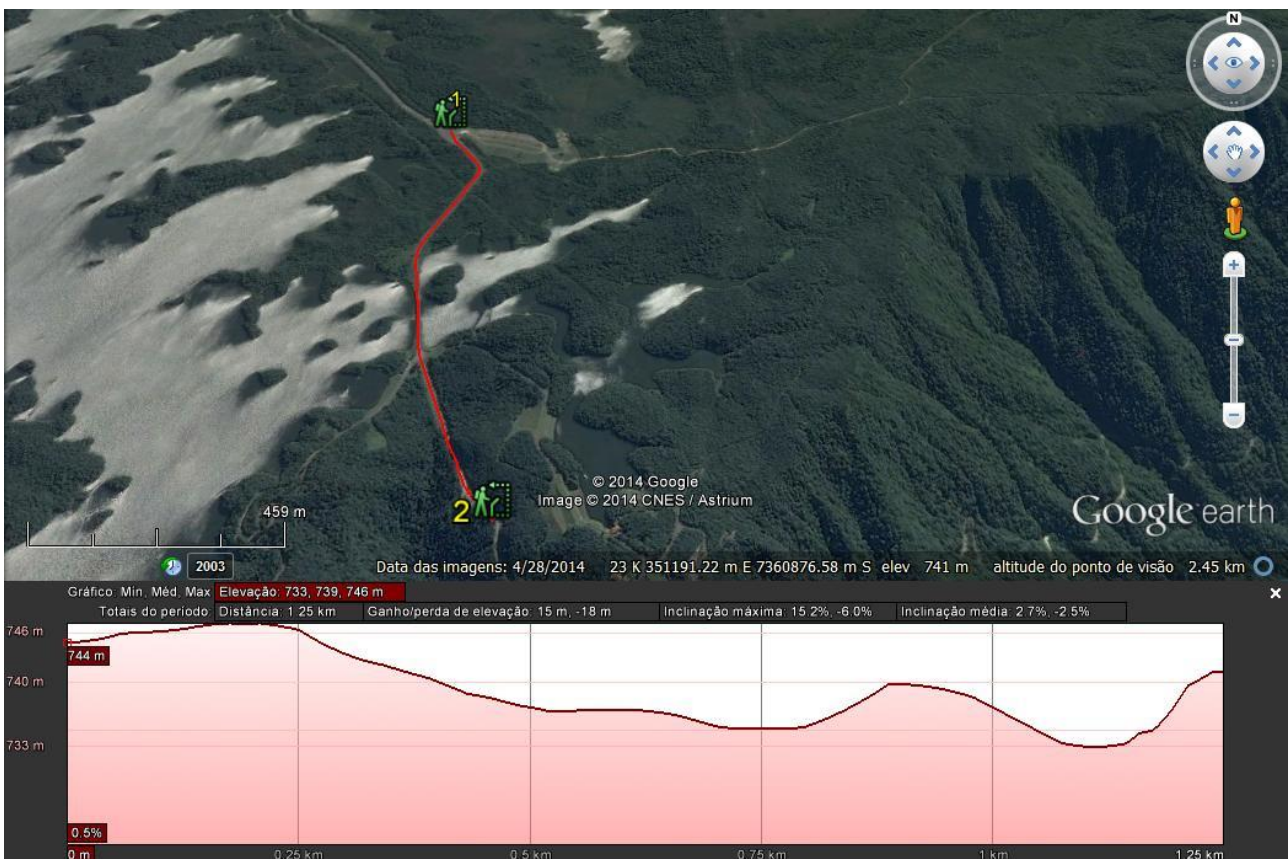 N
1
2
459 m
© 2014 Google
Image © 2014 CNES / Astrium
Google earth
2003
Data das imagens: 4/28/2014 23 K 351191.22 m E 7360876.58 m S elev 741 m altitude do ponto de visão 2.45 km
Gráfico: Mín, Méd, Máx Elevação: 733, 739, 746 m
Totais do período: Distância: 1.25 km Ganho/perda de elevação: 15 m, -18 m Inclinação máxima: 15.2%, -6.0% Inclinação média: 2.7%, -2.5%
746 m
744 m
740 m
733 m
0.5%
0 m 0.25 km 0.5 km 0.75 km 1 km 1.25 km